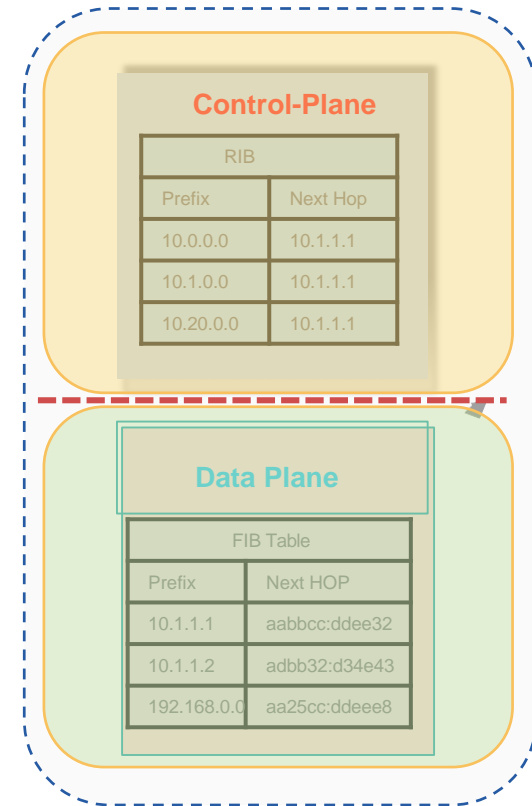 Control-Plane
RIB
Prefix Next Hop
10.0.0.0 10.1.1.1
10.1.0.0 10.1.1.1
10.20.0.0 10.1.1.1
Data Plane
FIB Table
Prefix Next HOP
10.1.1.1 aabbcc:ddee32
10.1.1.2 adbb32:d34e43
192.168.0.0 aa25cc:ddeee8